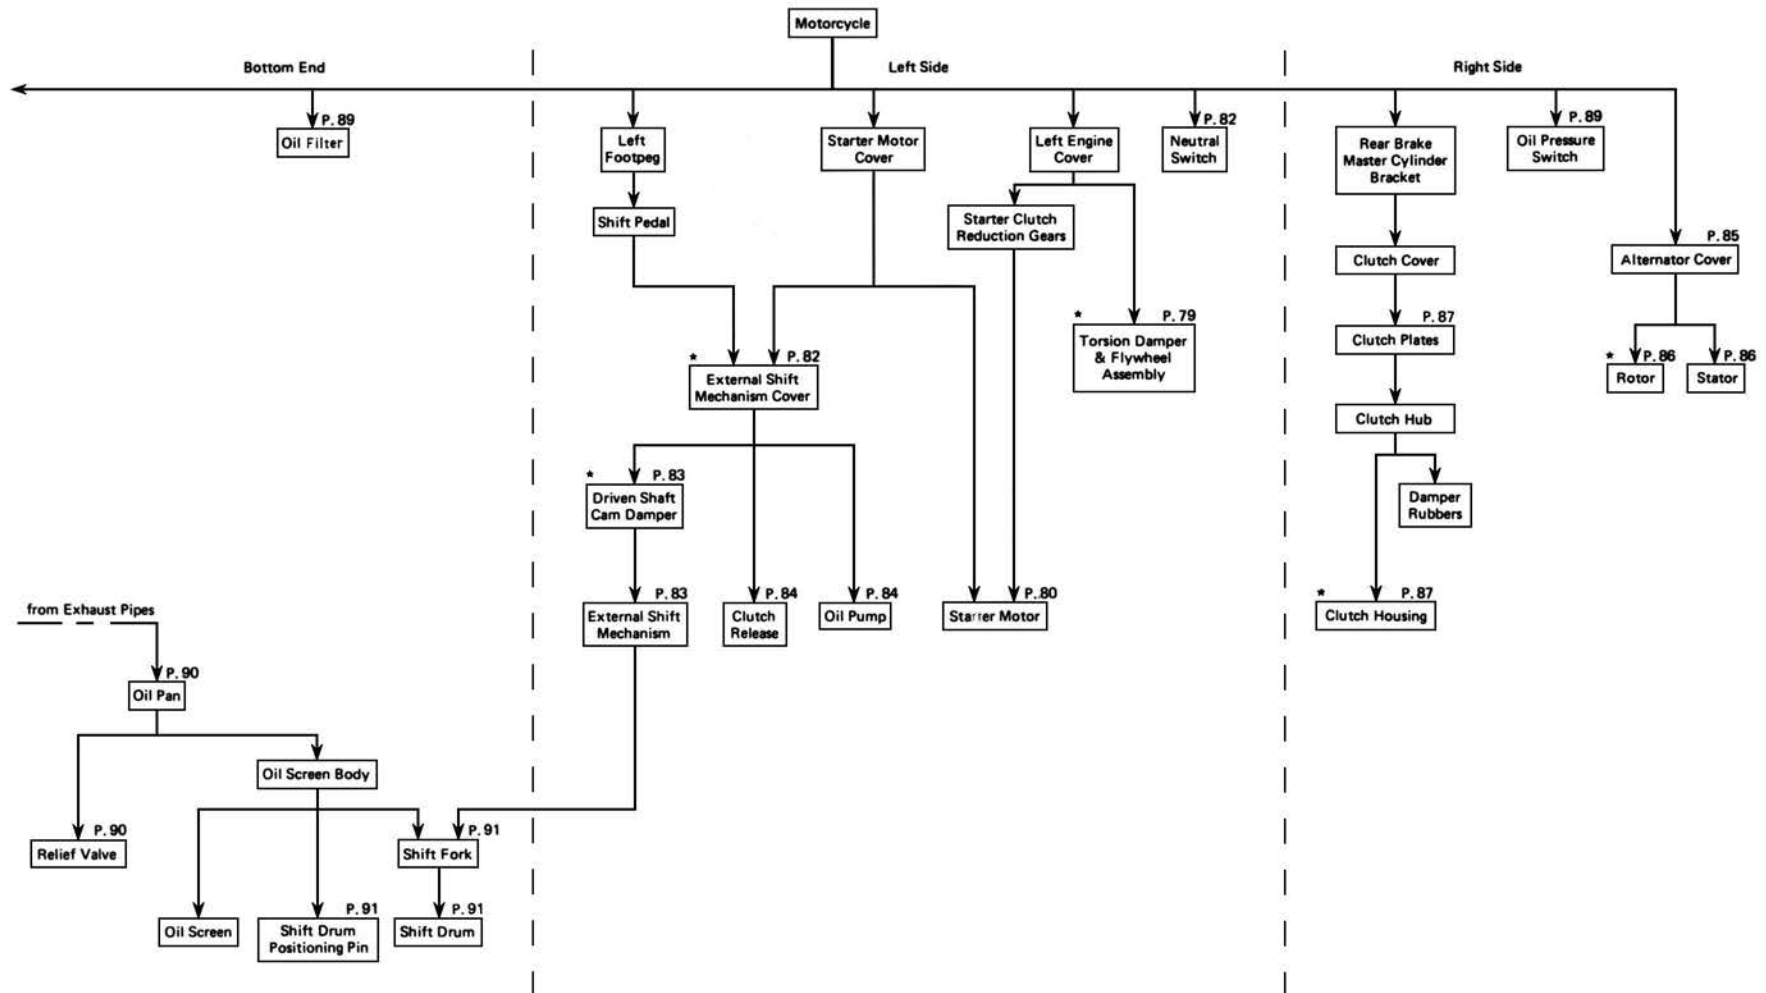 Motorcycle
Bottom End
Left Side
Right Side
P. 89
Oil Filter
Left
Footpeg
Starter Motor
Cover
Left Engine
Cover
P. 82
Neutral
Switch
Rear Brake
Master Cylinder
Bracket
P. 89
Oil Pressure
Switch
Shift Pedal
Starter Clutch
Reduction Gears
Clutch Cover
P. 85
Alternator Cover
* P. 79
Torsion Damper
& Flywheel
Assembly
P. 87
Clutch Plates
* P. 82
External Shift
Mechanism Cover
* P. 86
Rotor
P. 86
Stator
Clutch Hub
* P. 83
Driven Shaft
Cam Damper
Damper
Rubbers
P. 83
External Shift
Mechanism
P. 84
Clutch
Release
P. 84
Oil Pump
P. 80
Starter Motor
* P. 87
Clutch Housing
from Exhaust Pipes
P. 90
Oil Pan
Oil Screen Body
P. 90
Relief Valve
P. 91
Shift Fork
Oil Screen
P. 91
Shift Drum
Positioning Pin
P. 91
Shift Drum